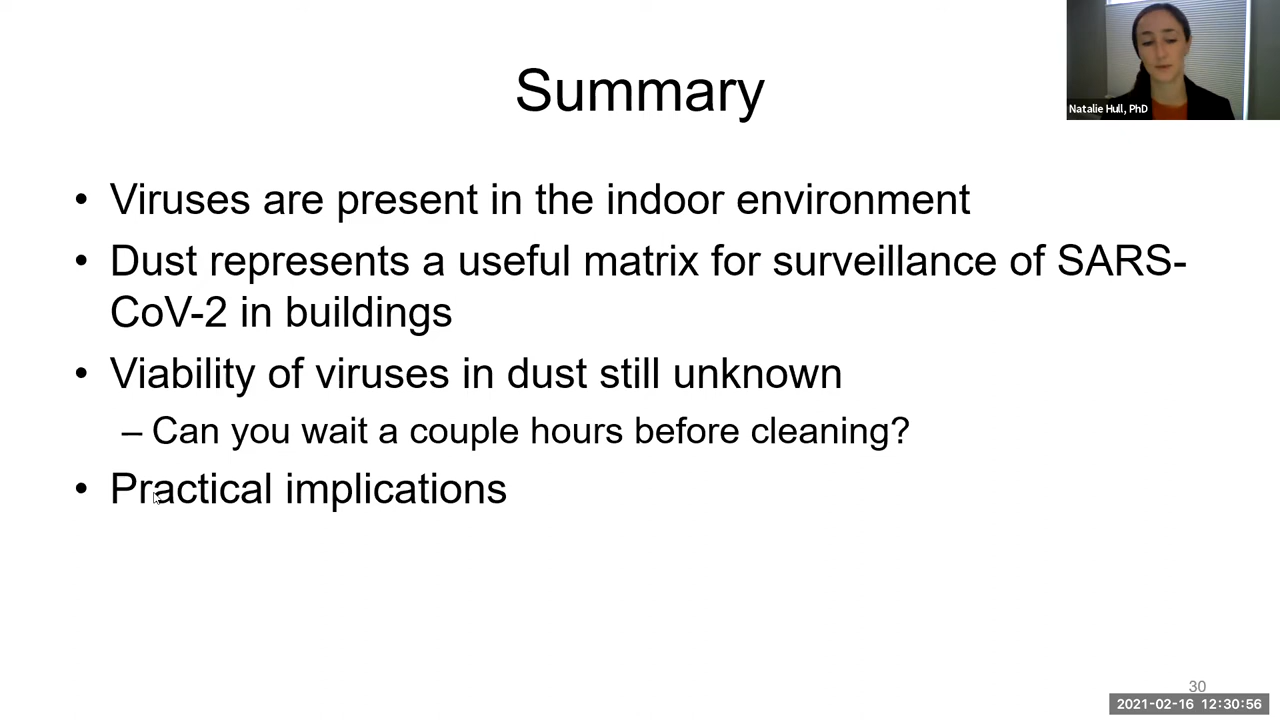 Summary
Natalie Hull, PhD
• Viruses are present in the indoor environment
• Dust represents a useful matrix for surveillance of SARS-
CoV-2 in buildings
• Viability of viruses in dust still unknown
– Can you wait a couple hours before cleaning?
• Practical implications
30
2021-02-16 12:30:56